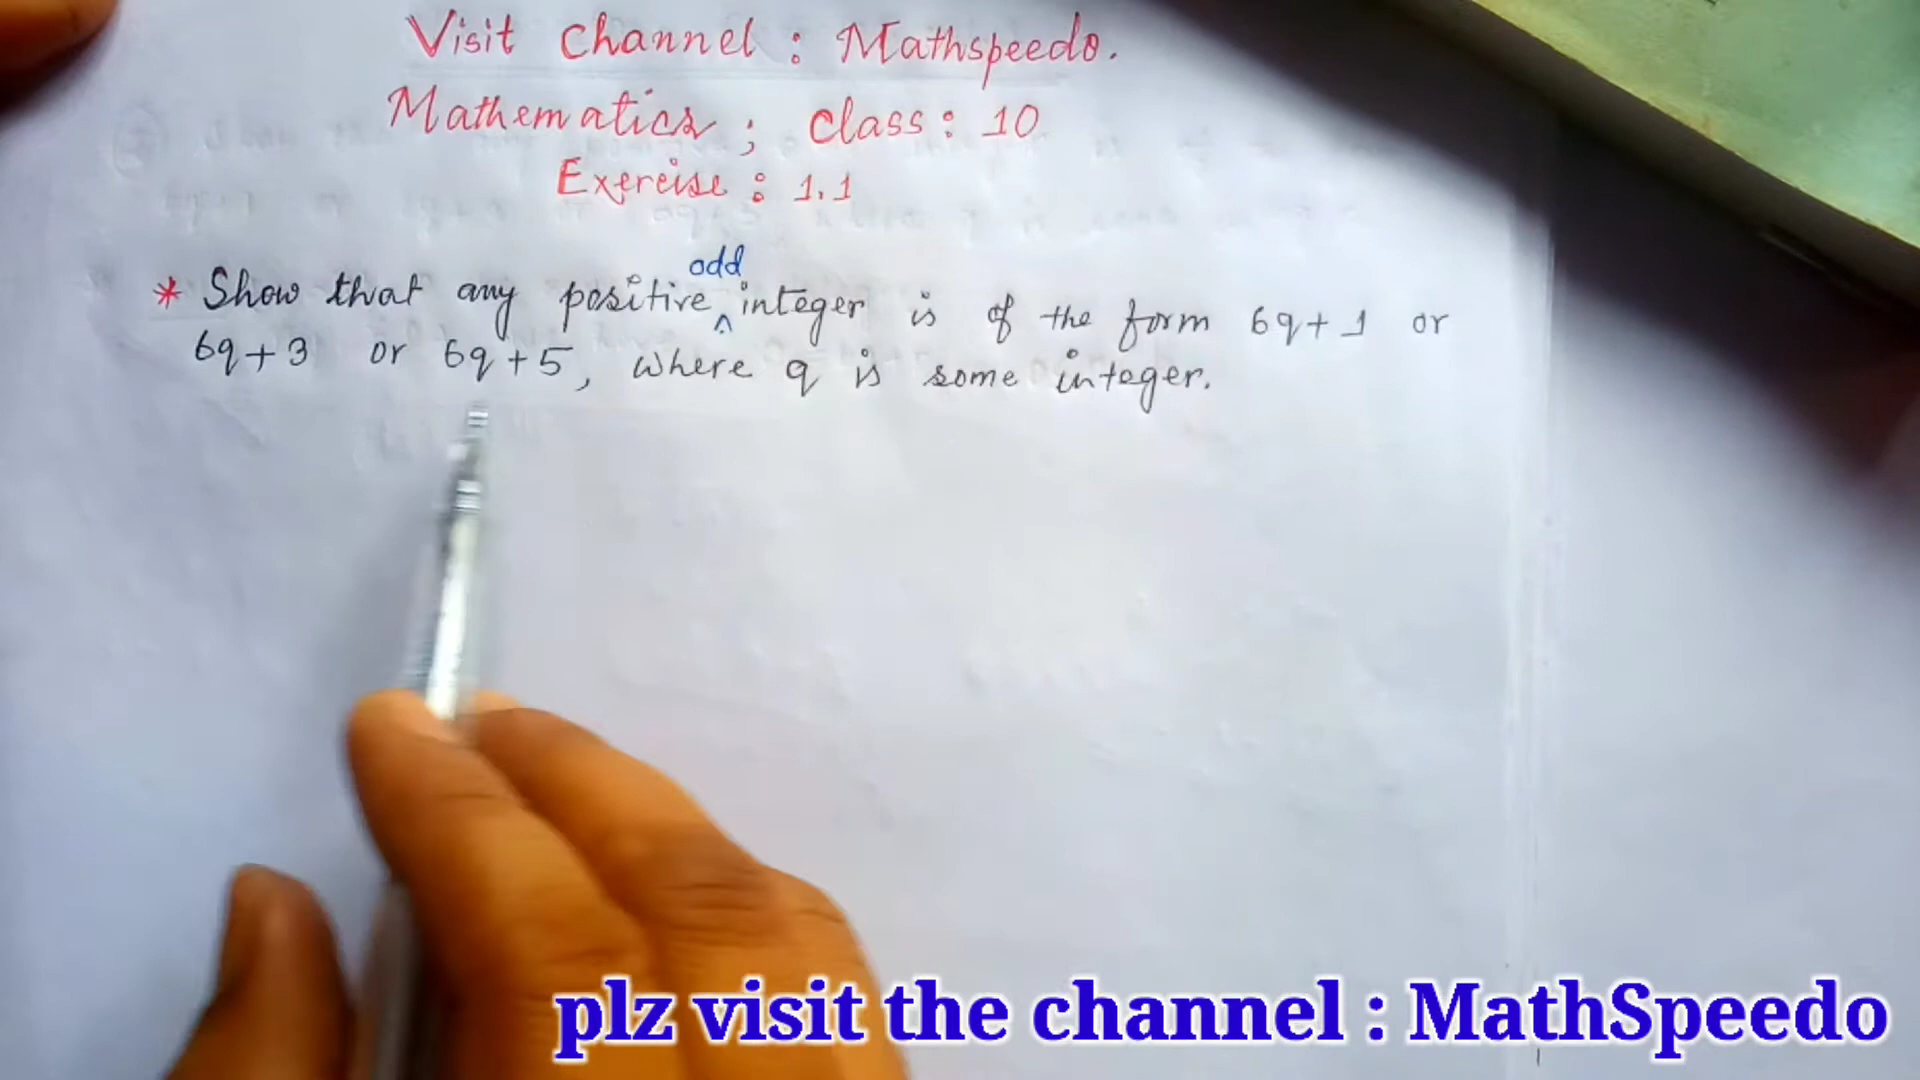 Visit channel : Mathspeedo.
Mathematics ; class : 10
Exercise : 1.1
odd
* Show that any positive ^ integer is of the form 6q+1 or
6q+3 or 6q+5, where q is some integer.
plz visit the channel : MathSpeedo